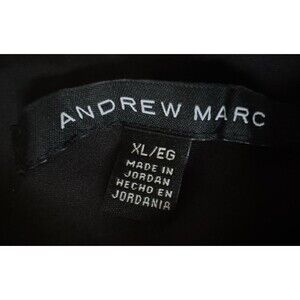 ANDREW MARC
XL/EG
MADE IN
JORDAN
HECHO EN
JORDANIA